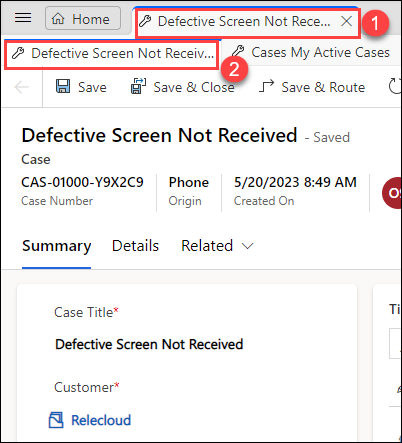 Home
Defective Screen Not Rece...
1
Defective Screen Not Receiv...
2
Cases My Active Cases
Save
Save & Close
Save & Route
Defective Screen Not Received - Saved
Case
CAS-01000-Y9X2C9 Phone 5/20/2023 8:49 AM
Case Number Origin Created On
Summary Details Related
Case Title*
Defective Screen Not Received
Customer*
Relecloud